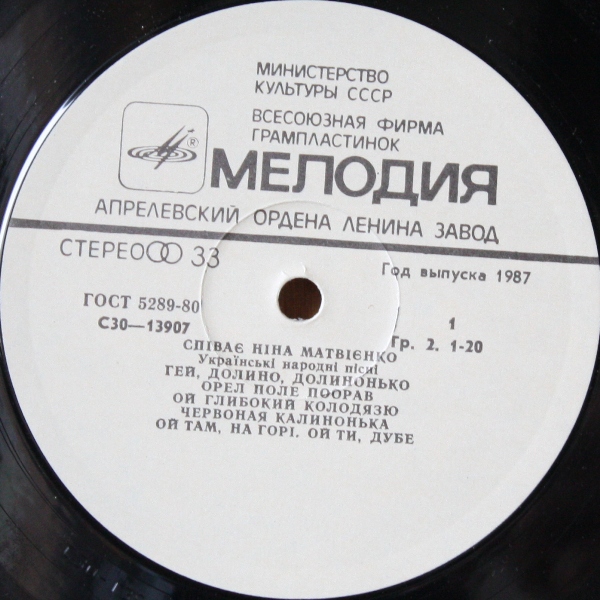 МИНИСТЕРСТВО
КУЛЬТУРЫ СССР
ВСЕСОЮЗНАЯ ФИРМА
ГРАМПЛАСТИНОК
®
МЕЛОДИЯ
АПРЕЛЕВСКИЙ ОРДЕНА ЛЕНИНА ЗАВОД
СТЕРЕО 33
Год выпуска 1987
ГОСТ 5289-80
С30—13907
1
Гр. 2. 1-20
СПІВАЄ НІНА МАТВІЄНКО
Українські народні пісні
ГЕЙ, ДОЛИНО, ДОЛИНОНЬКО
ОРЕЛ ПОЛЕ ПООРАВ
ОЙ ГЛИБОКИЙ КОЛОДЯЗЮ
ЧЕРВОНАЯ КАЛИНОНЬКА
ОЙ ТАМ, НА ГОРІ. ОЙ ТИ, ДУБЕ